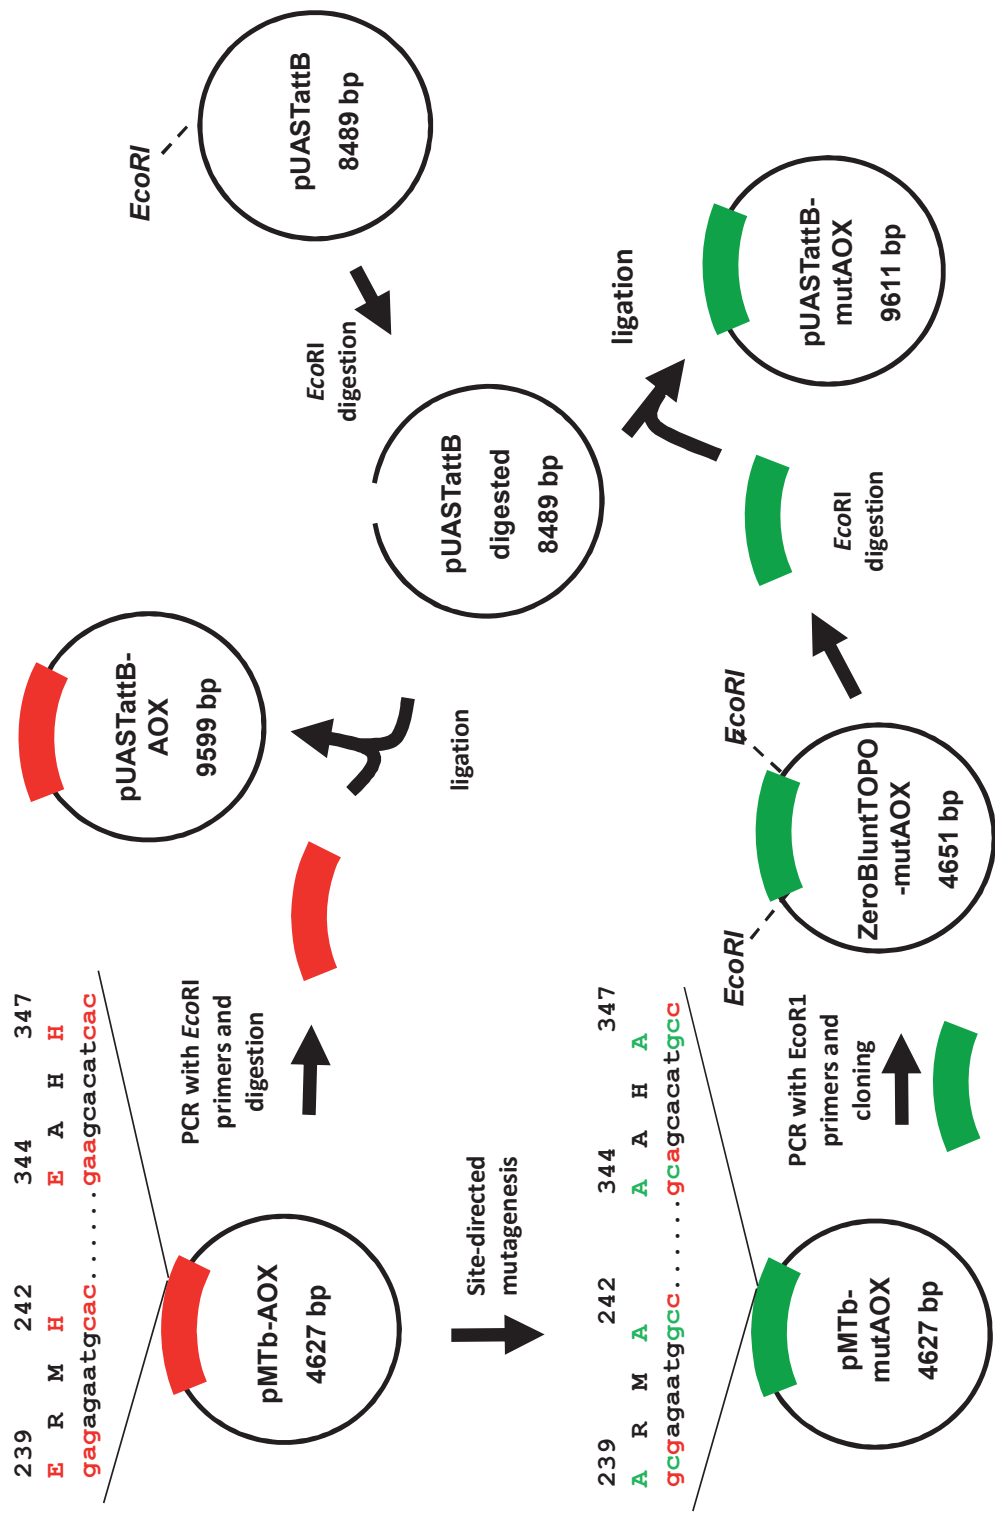 239 242 344 347
E R M H E A H H
gagagaatgcac.......gaagcacatcac
pMTb-AOX
4627 bp
PCR with EcoRI
primers and
digestion
ligation
pUASTattB-
AOX
9599 bp
EcoRI
pUASTattB
8489 bp
EcoRI
digestion
pUASTattB
digested
8489 bp
Site-directed
mutagenesis
239 242 344 347
A R M A A A H A
gcgagaatggcc.......gcagcacatgcc
pMTb-
mutAOX
4627 bp
PCR with EcoR1
primers and
cloning
EcoRI
EcoRI
ZeroBluntTOPO
-mutAOX
4651 bp
EcoRI
digestion
ligation
pUASTattB-
mutAOX
9611 bp